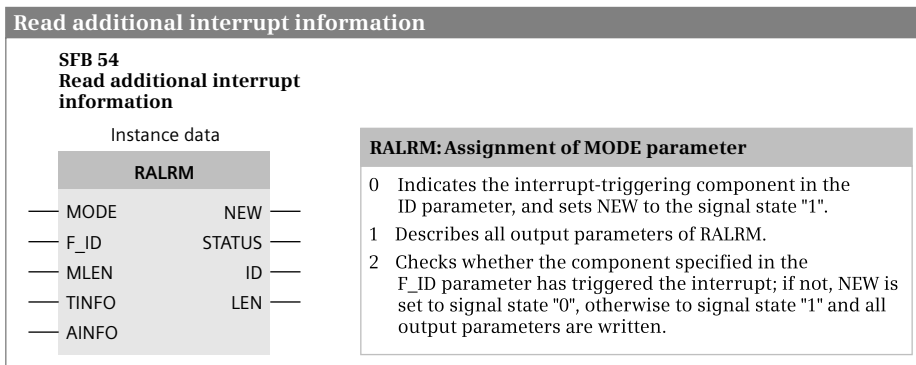 Read additional interrupt information
SFB 54
Read additional interrupt
information
Instance data
RALRM
MODE NEW
F_ID STATUS
MLEN ID
TINFO LEN
AINFO
RALRM: Assignment of MODE parameter
0 Indicates the interrupt-triggering component in the
ID parameter, and sets NEW to the signal state "1".
1 Describes all output parameters of RALRM.
2 Checks whether the component specified in the
F_ID parameter has triggered the interrupt; if not, NEW is
set to signal state "0", otherwise to signal state "1" and all
output parameters are written.